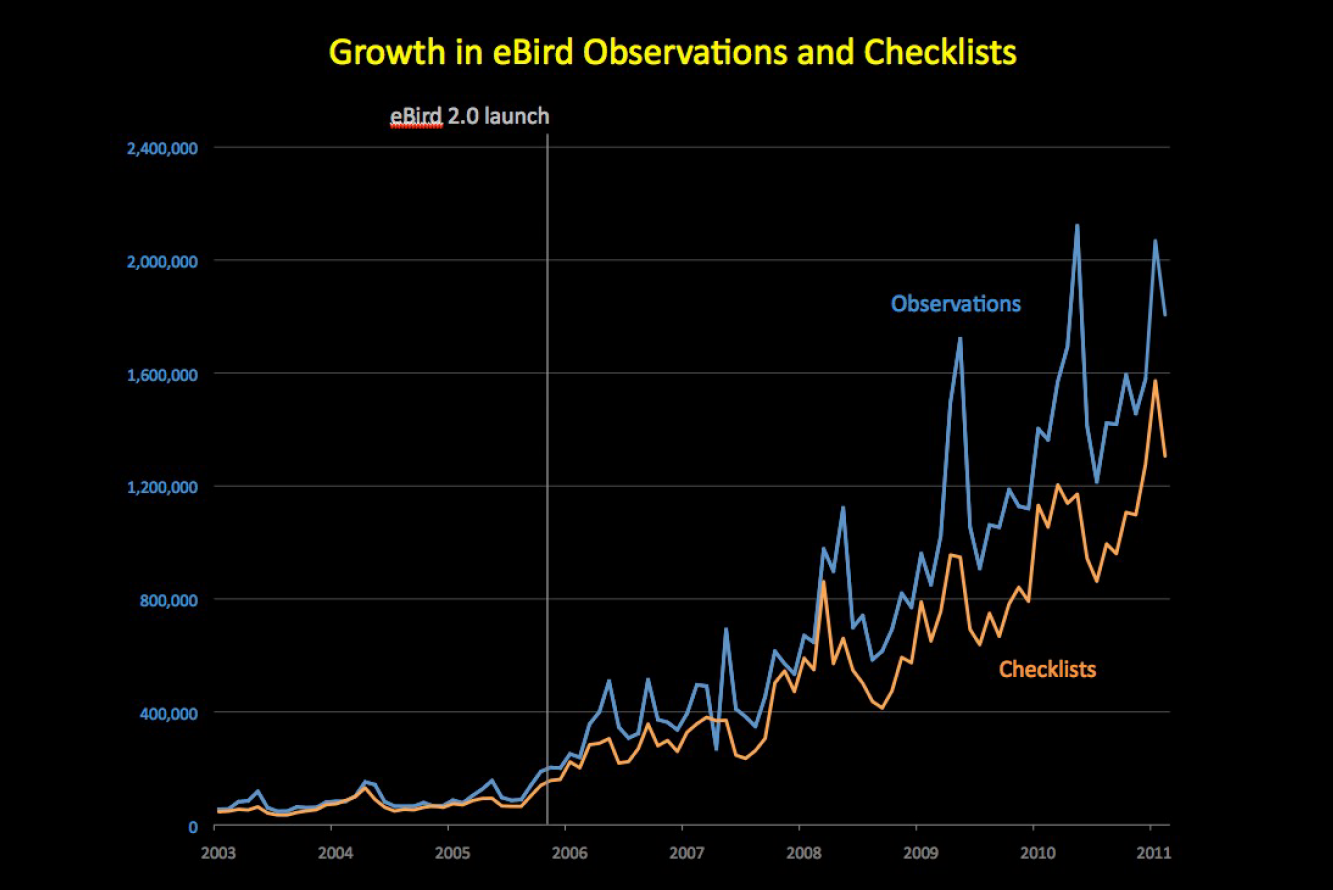 Growth in eBird Observations and Checklists
eBird 2.0 launch
2,400,000
2,000,000
Observations
1,600,000
1,200,000
800,000
Checklists
400,000
0
2003 2004 2005 2006 2007 2008 2009 2010 2011